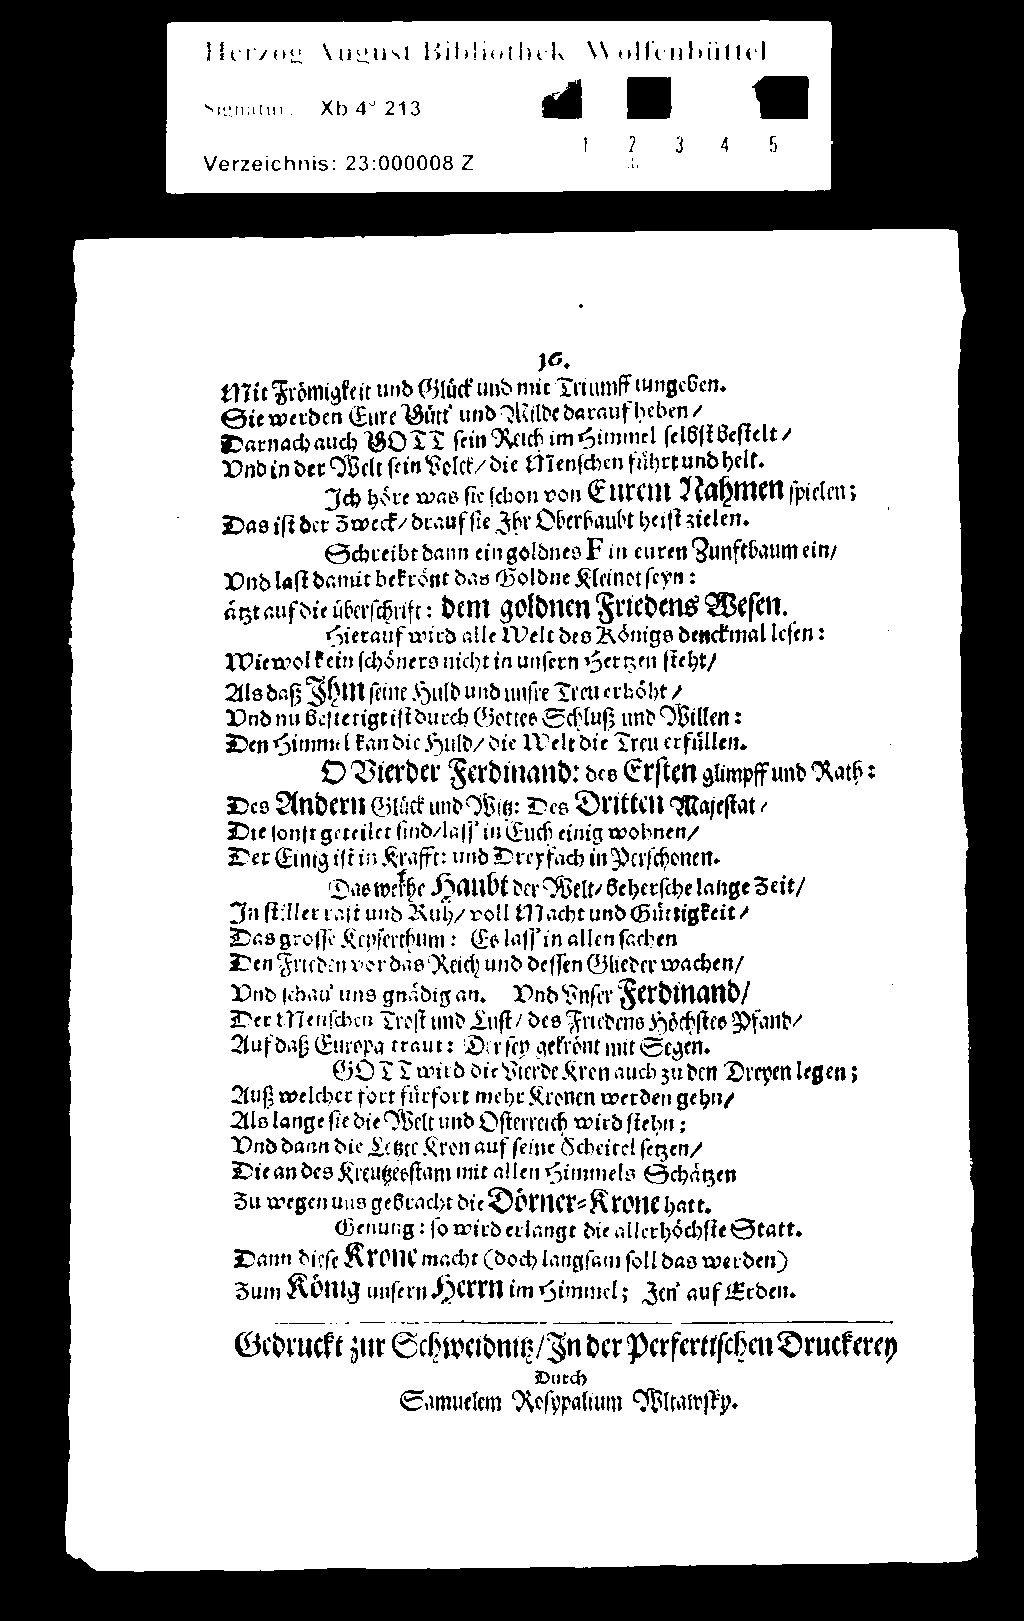 Herzog August Bibliothek Wolfenbüttel
Signatur: Xb 4° 213
1 2 3 4 5
Verzeichnis: 23:000008 Z
16.
Mit Frömigkeit und Glück und mit Triumff umgeben.
Sie werden Eure Gütt' und Milde darauf heben/
Darnach auch GOTT sein Reich im Himmel selbst bestelt/
Vnd in der Welt sein Volck/ die Menschen führt und helt.
Ich höre was sie schon von Eurem Nahmen spielen;
Das ist der Zweck/ drauf sie Ihr Oberhaubt heist zielen.
Schreibt dann ein goldnes F in euren Zunftbaum ein/
Vnd last damit bekrönt das Goldne Kleinot seyn:
ätzt auf die überschrift: dem goldnen Friedens Wesen.
Hierauf wird alle Welt des Königs denckmal lesen:
Wiewol kein schöners nicht in unsern Hertzen steht/
Als daß Ihm seine Huld und unsre Treu erhöht/
Vnd nu bestetigt ist durch Gottes Schluß und Willen:
Den Himmel kan die Huld/ die Welt die Treu erfüllen.
O Vierder Ferdinand: des Ersten glimpff und Rath:
Des Andern Glück und Witz: Des Dritten Majestat/
Die sonst geteilet sind/ lass' in Euch einig wohnen/
Der Einig ist in Krafft: und Dreyfach in Perschonen.
Das welche Haubt der Welt/ behersche lange Zeit/
In stiller rast und Ruh/ voll Macht und Güttigkeit/
Das grosse Keyserthum: Es lass' in allen sachen
Den Frieden vor das Reich und dessen Glieder wachen/
Vnd schau' uns gnädig an. Vnd Vnser Ferdinand/
Der Menschen Trost und Lust/ des Friedens Höchstes Pfand/
Auf daß Europa traut: Der sey gekrönt mit Segen.
GOTT wird die Vierde Kron auch zu den Dreyen legen;
Auß welcher fort fürfort mehr Kronen werden gehn/
Als lange sie die Welt und Osterreich wird stehn;
Vnd dann die Letzte Kron auf seine Scheitel setzen/
Die an des Kreutzesstam mit allen Himmels Schätzen
Zu wegen uns gebracht die Dörner-Krone hatt.
Genung: so wird erlangt die allerhöchste Statt.
Dann diese Krone macht (doch langsam soll das werden)
Zum König unsern Herrn im Himmel; Jen' auf Erden.
Gedruckt zur Schweidnitz/ In der Perfertischen Druckerey
Durch
Samuelem Rosypalium Wltawsky.